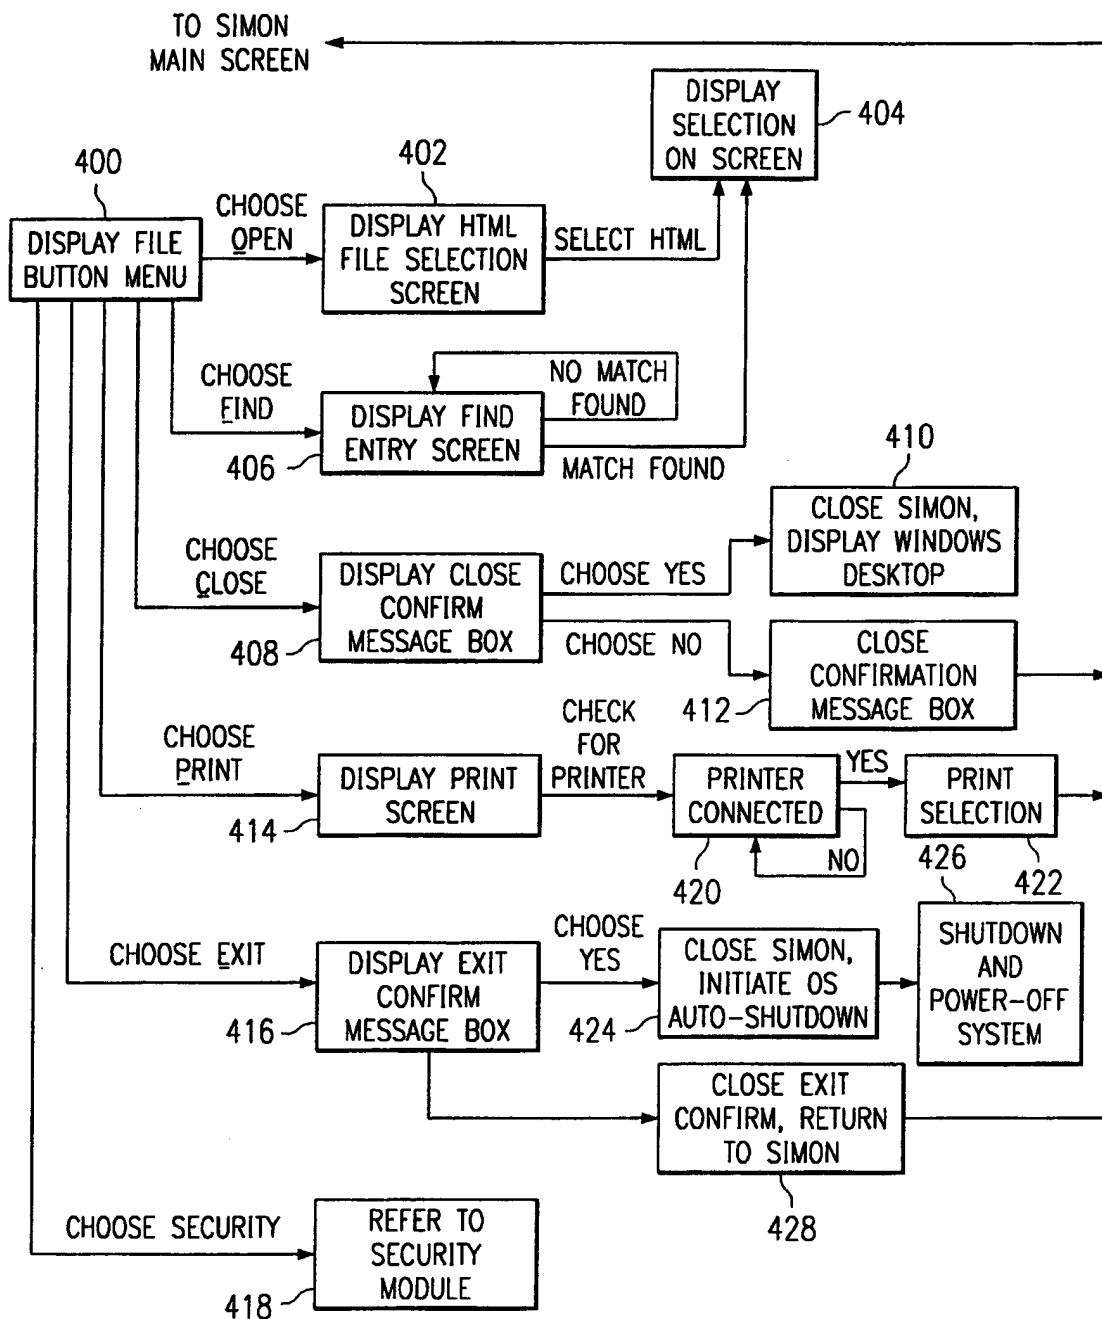 TO SIMON
MAIN SCREEN
DISPLAY
SELECTION
ON SCREEN
404
400
402
CHOOSE
OPEN
DISPLAY FILE
BUTTON MENU
DISPLAY HTML
FILE SELECTION
SCREEN
SELECT HTML
CHOOSE
FIND
NO MATCH
FOUND
DISPLAY FIND
ENTRY SCREEN
406
MATCH FOUND
410
CLOSE SIMON,
DISPLAY WINDOWS
DESKTOP
CHOOSE
CLOSE
DISPLAY CLOSE
CONFIRM
MESSAGE BOX
408
CHOOSE YES
CHOOSE NO
CLOSE
CONFIRMATION
MESSAGE BOX
412
CHOOSE
PRINT
DISPLAY PRINT
SCREEN
414
CHECK
FOR
PRINTER
PRINTER
CONNECTED
420
YES
NO
PRINT
SELECTION
422
426
CHOOSE EXIT
DISPLAY EXIT
CONFIRM
MESSAGE BOX
416
CHOOSE
YES
CLOSE SIMON,
INITIATE OS
AUTO-SHUTDOWN
424
SHUTDOWN
AND
POWER-OFF
SYSTEM
CLOSE EXIT
CONFIRM, RETURN
TO SIMON
428
CHOOSE SECURITY
REFER TO
SECURITY
MODULE
418